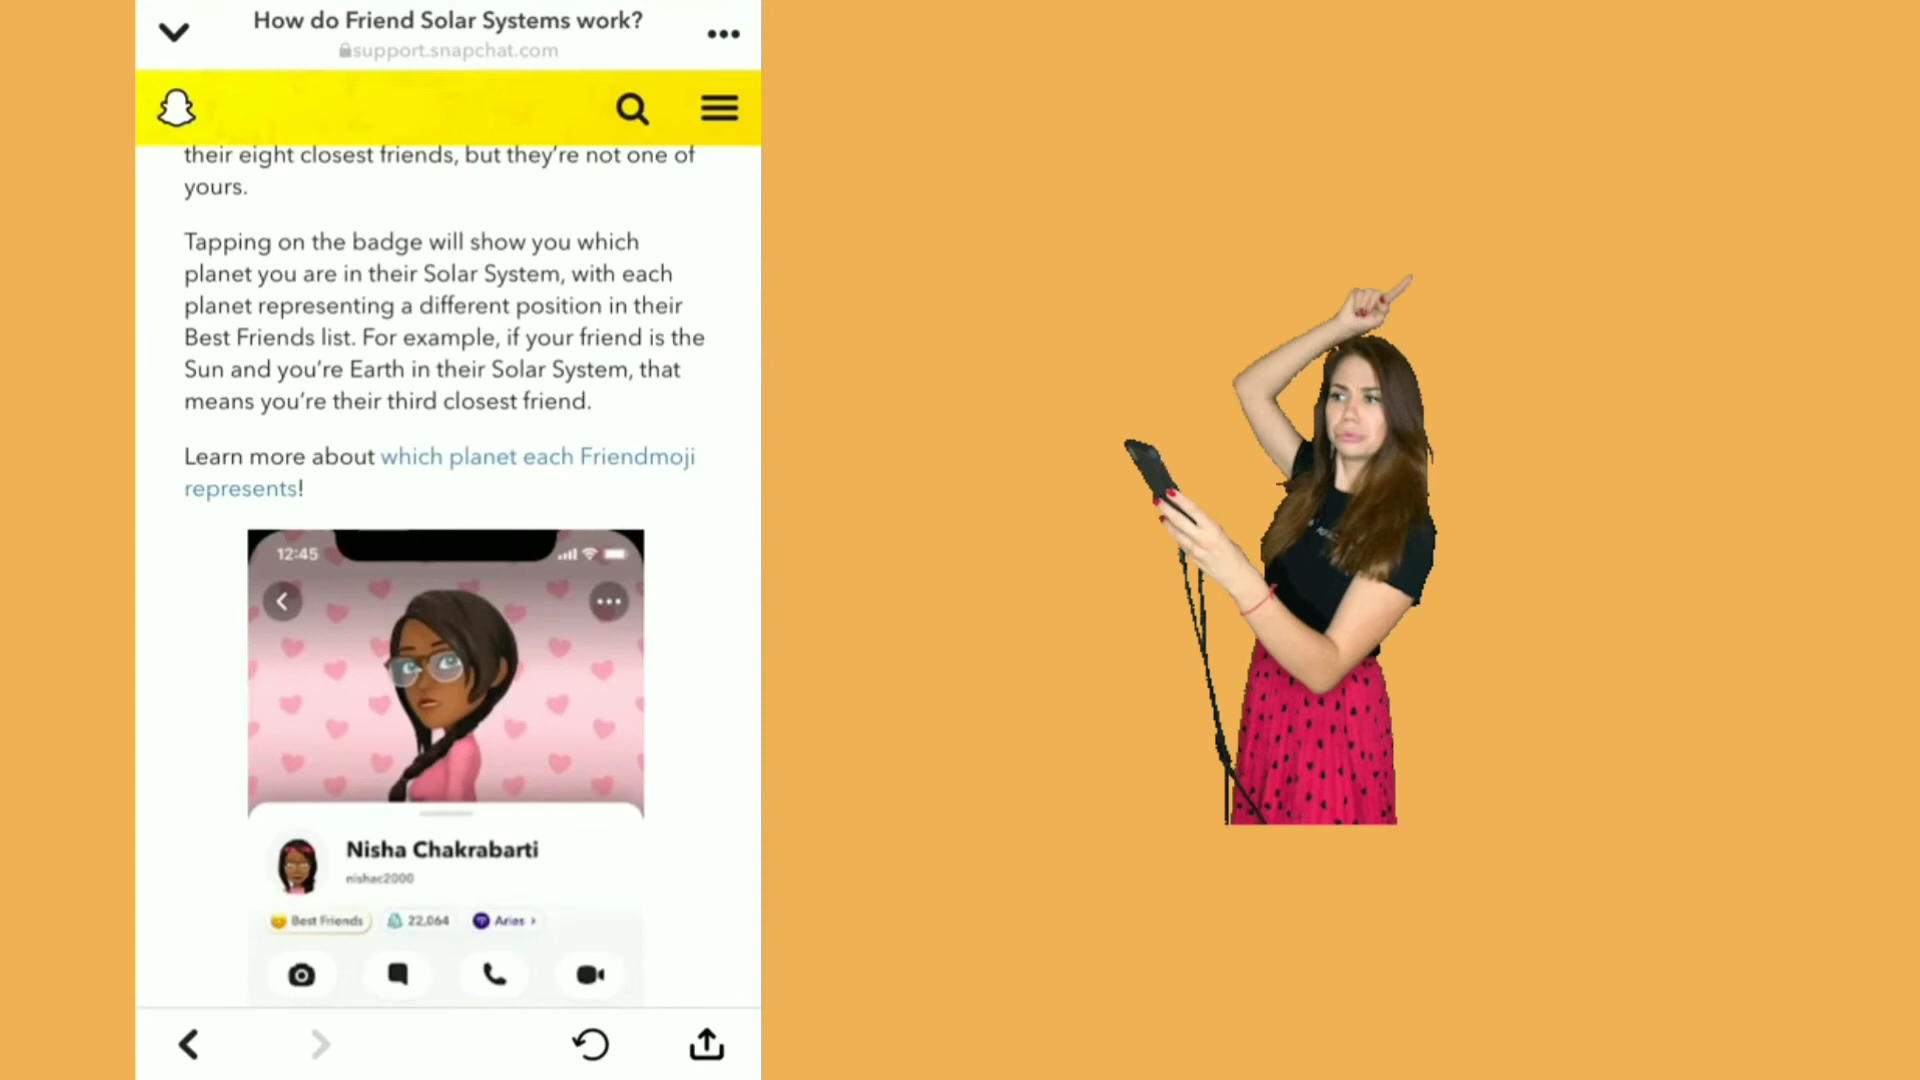 How do Friend Solar Systems work?
support.snapchat.com
their eight closest friends, but they're not one of
yours.
Tapping on the badge will show you which
planet you are in their Solar System, with each
planet representing a different position in their
Best Friends list. For example, if your friend is the
Sun and you're Earth in their Solar System, that
means you're their third closest friend.
Learn more about which planet each Friendmoji
represents!
12:45
Nisha Chakrabarti
nishac2000
Best Friends 22,064 Aries